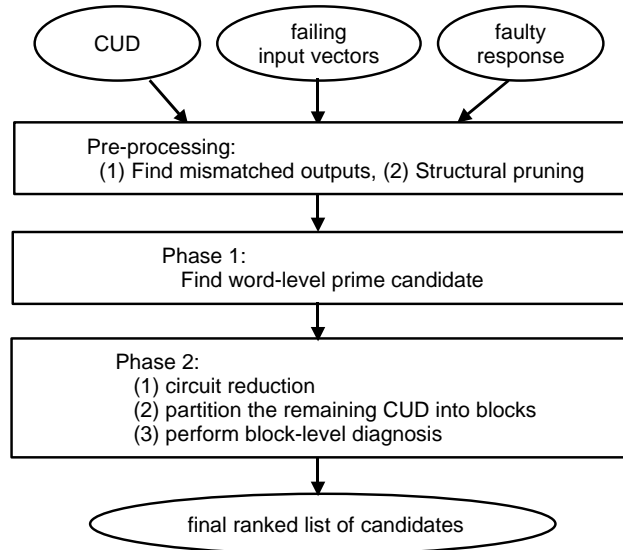 CUD
failing
input vectors
faulty
response
Pre-processing:
(1) Find mismatched outputs, (2) Structural pruning
Phase 1:
Find word-level prime candidate
Phase 2:
(1) circuit reduction
(2) partition the remaining CUD into blocks
(3) perform block-level diagnosis
final ranked list of candidates